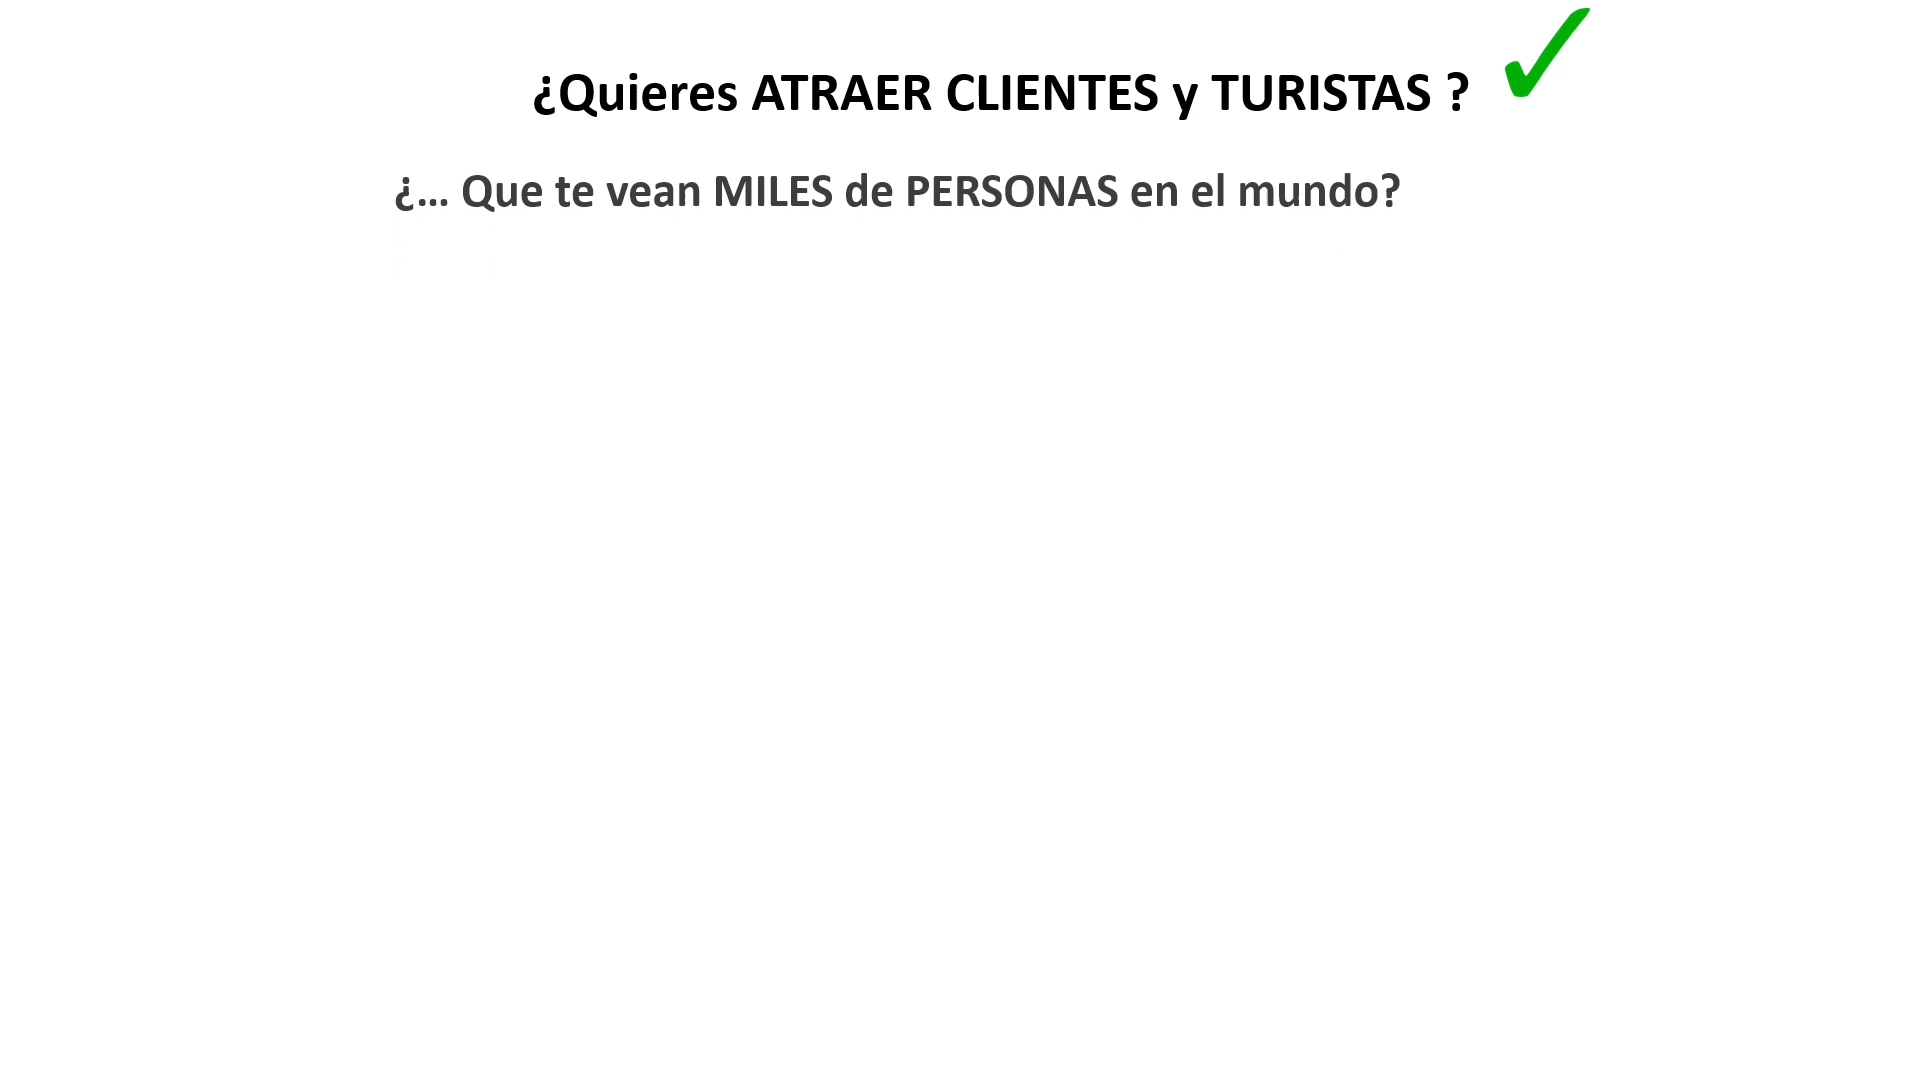 ¿Quieres ATRAER CLIENTES y TURISTAS ?
¿... Que te vean MILES de PERSONAS en el mundo?